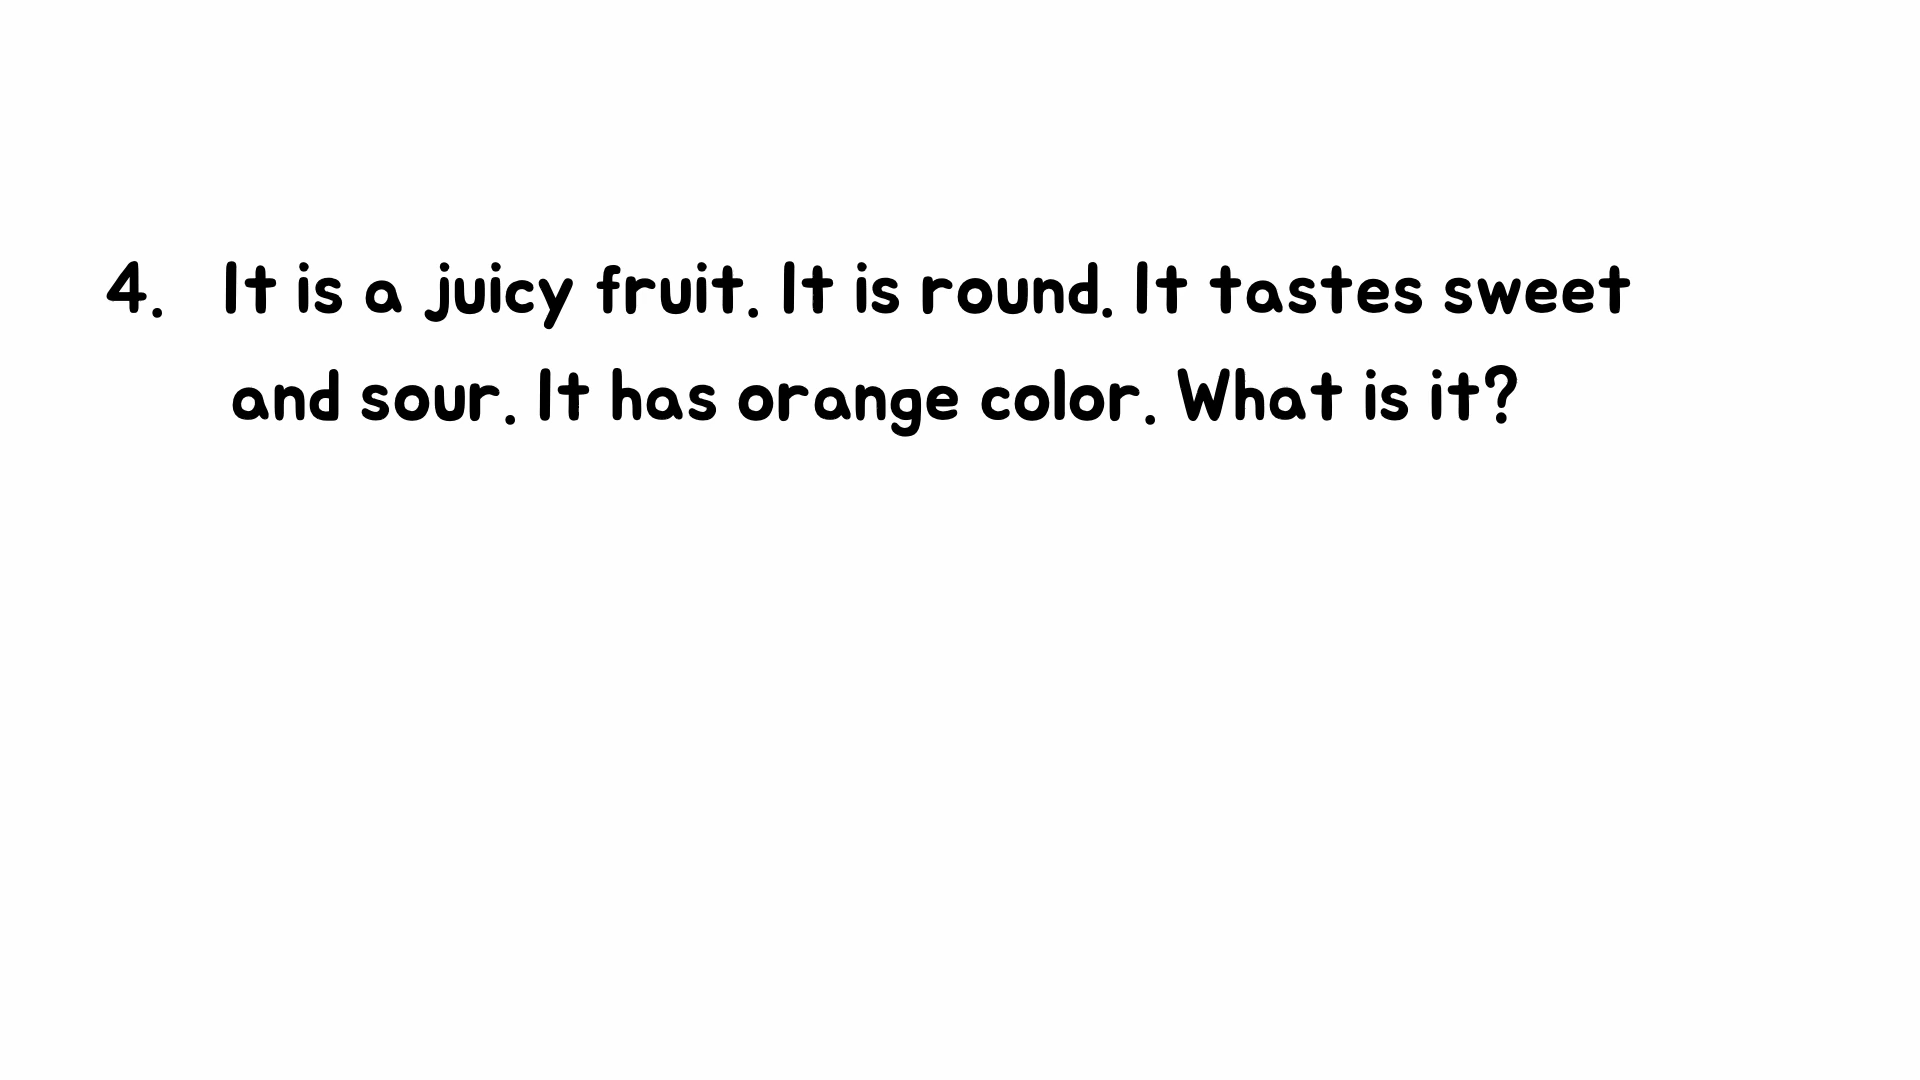 4. It is a juicy fruit. It is round. It tastes sweet
and sour. It has orange color. What is it?